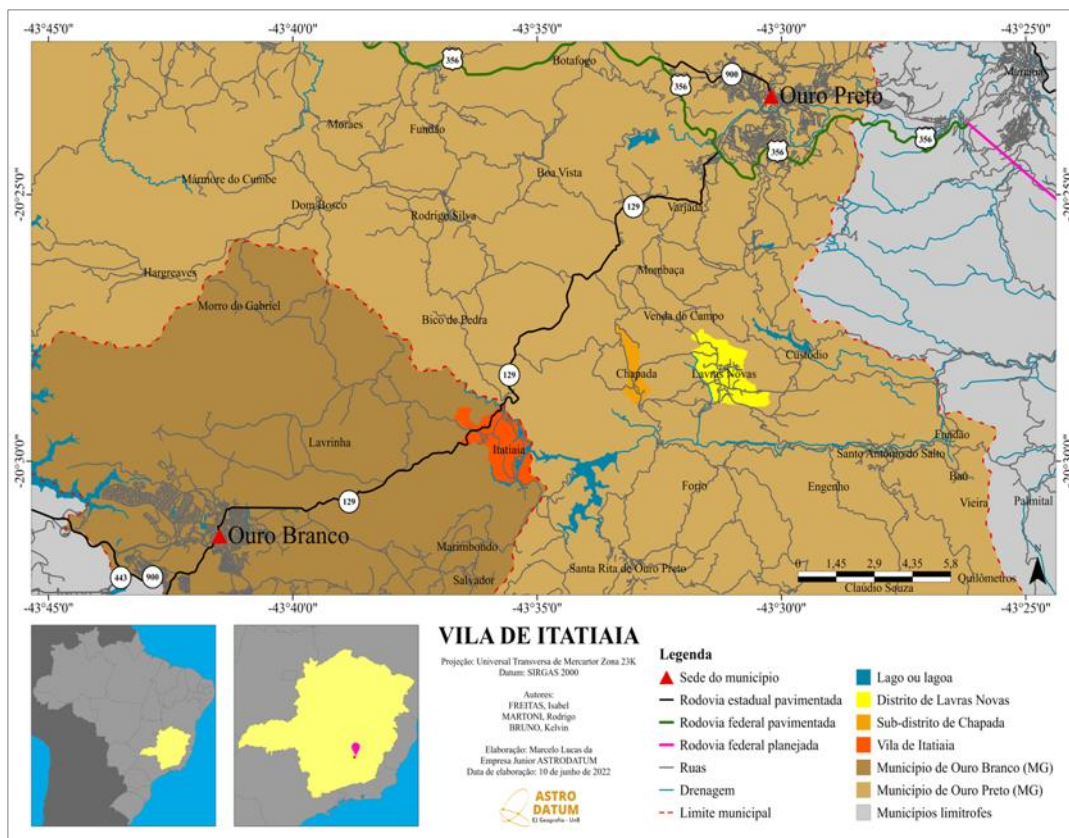 -43°45'0"
-43°40'0"
-43°35'0"
-43°30'0"
-43°25'0"
356
Botafogo
900
356
Mariana
Ouro Preto
Moraes
Fundão
356
356
-20°25'0"
-20°25'0"
Mármore do Cumbe
Boa Vista
Dom Bosco
Rodrigo Silva
129
Varjada
Hargreaves
Mombaça
Morro do Gabriel
Bico de Pedra
Venda do Campo
Custódio
129
Chapada
Lavras Novas
Lavrinha
Itatiaia
Fundão
Santo Antônio do Salto
-20°30'0"
-20°30'0"
Baú
129
Forjo
Engenho
Vieira
Palmital
Ouro Branco
Marimbondo
N
443
900
Salvador
Santa Rita de Ouro Preto
0 1,45 2,9 4,35 5,8
Quilômetros
Claudio Souza
-43°45'0"
-43°40'0"
-43°35'0"
-43°30'0"
-43°25'0"
VILA DE ITATIAIA
Projeção: Universal Transversa de Mercartor Zona 23K
Datum: SIRGAS 2000
Autores:
FREITAS, Isabel
MARTONI, Rodrigo
BRUNO, Kelvin
Elaboração: Marcelo Lucas da
Empresa Junior ASTRODATUM
Data de elaboração: 10 de junho de 2022
ASTRO
DATUM
EJ Geografia - UnB
Legenda
Sede do município
Rodovia estadual pavimentada
Rodovia federal pavimentada
Rodovia federal planejada
Ruas
Drenagem
Limite municipal
Lago ou lagoa
Distrito de Lavras Novas
Sub-distrito de Chapada
Vila de Itatiaia
Município de Ouro Branco (MG)
Município de Ouro Preto (MG)
Municípios limítrofes